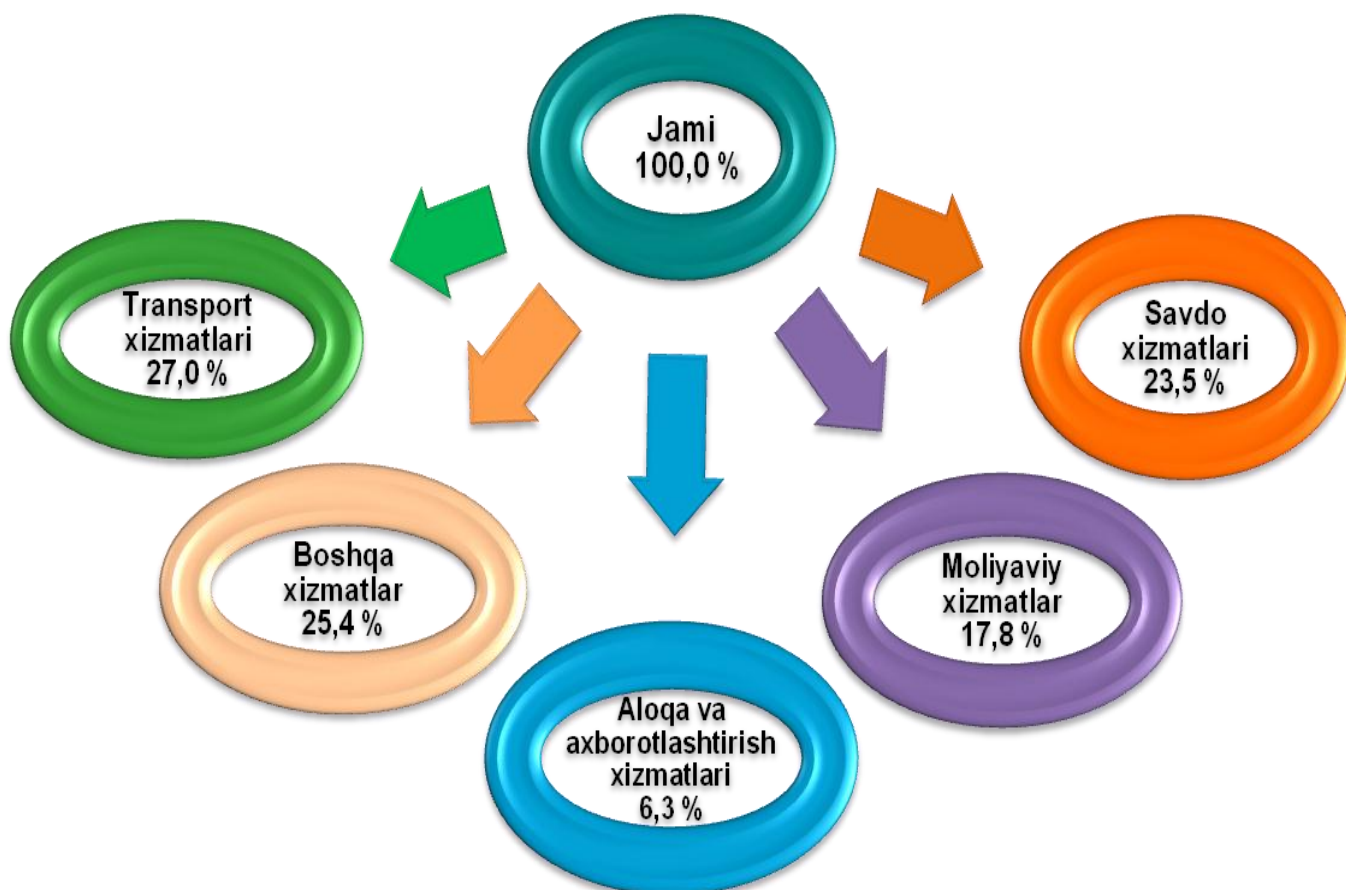 Jami
100,0 %
Transport
xizmatlari
27,0 %
Savdo
xizmatlari
23,5 %
Boshqa
xizmatlar
25,4 %
Moliyaviy
xizmatlar
17,8 %
Aloqa va
axborotlashtirish
xizmatlari
6,3 %